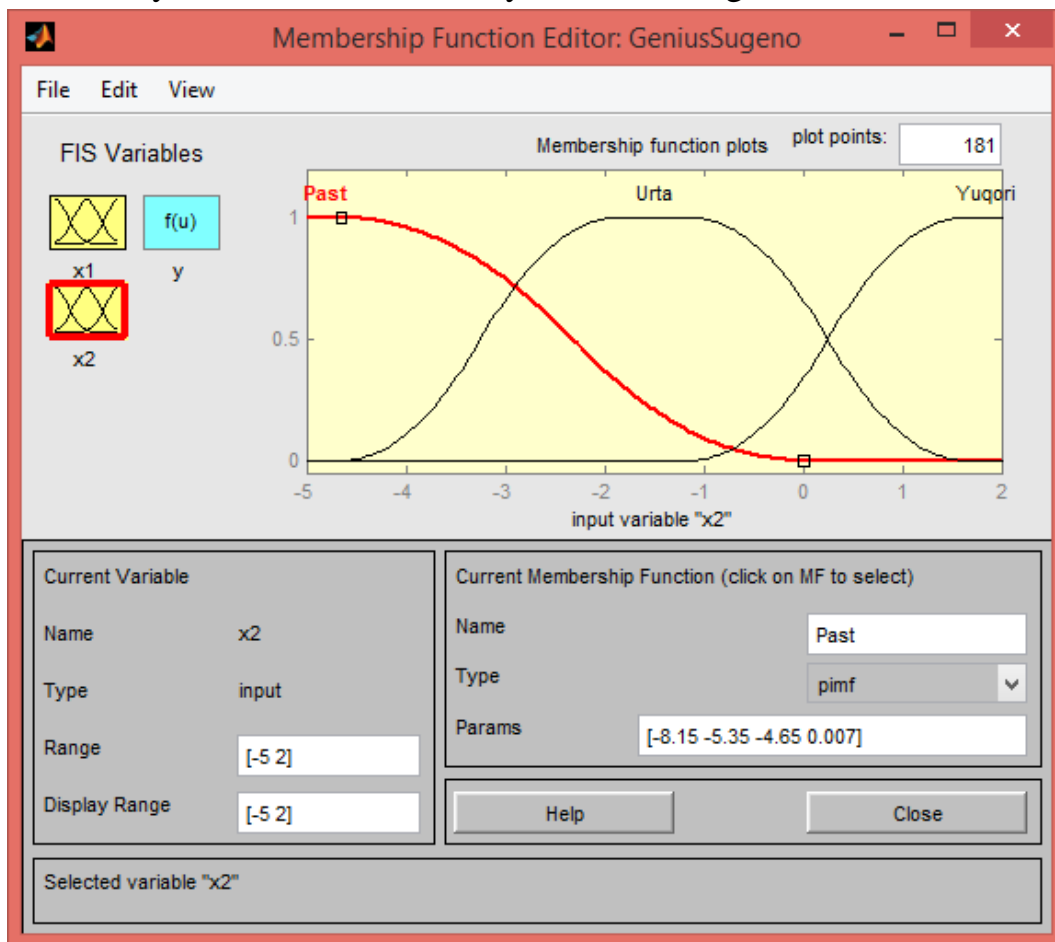 Membership Function Editor: GeniusSugeno
File Edit View
FIS Variables
Membership function plots plot points: 181
f(u)
x1 y
x2
Past Urta Yuqori
1
0.5
0
-5 -4 -3 -2 -1 0 1 2
input variable "x2"
Current Variable
Name x2
Type input
Range [-5 2]
Display Range [-5 2]
Current Membership Function (click on MF to select)
Name Past
Type pimf
Params [-8.15 -5.35 -4.65 0.007]
Help Close
Selected variable "x2"